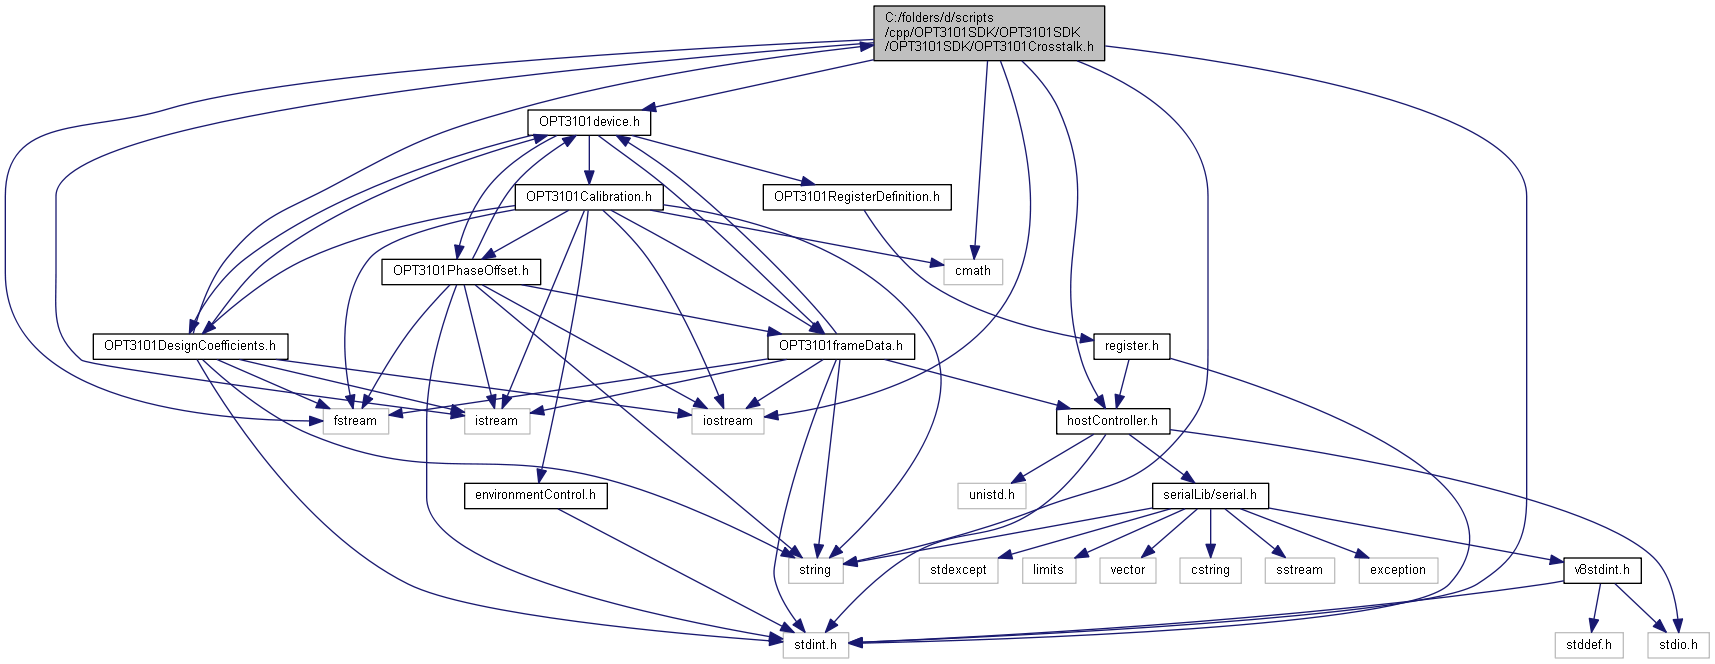 C:/folders/d/scripts
/cpp/OPT3101SDK/OPT3101SDK
/OPT3101SDK/OPT3101Crosstalk.h
OPT3101device.h
OPT3101Calibration.h
OPT3101RegisterDefinition.h
OPT3101PhaseOffset.h
cmath
OPT3101DesignCoefficients.h
OPT3101frameData.h
register.h
fstream
istream
iostream
hostController.h
environmentControl.h
unistd.h
serialLib/serial.h
string
stdexcept
limits
vector
cstring
sstream
exception
v8stdint.h
stdint.h
stddef.h
stdio.h